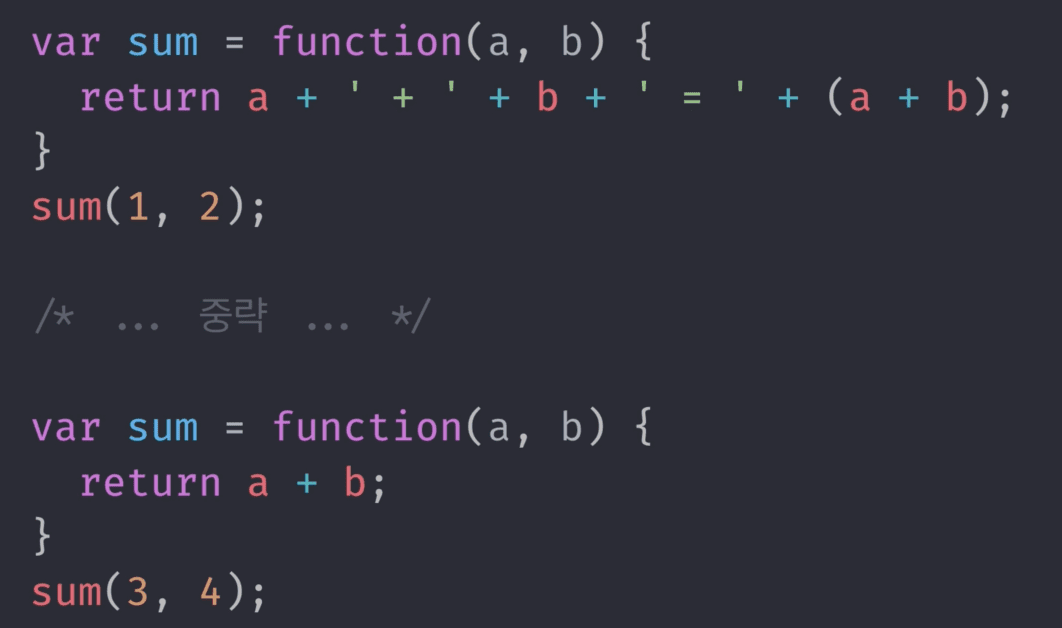 var sum = function(a, b) {
  return a + ' + ' + b + ' = ' + (a + b);
}
sum(1, 2);

/* ... 중략 ... */

var sum = function(a, b) {
  return a + b;
}
sum(3, 4);